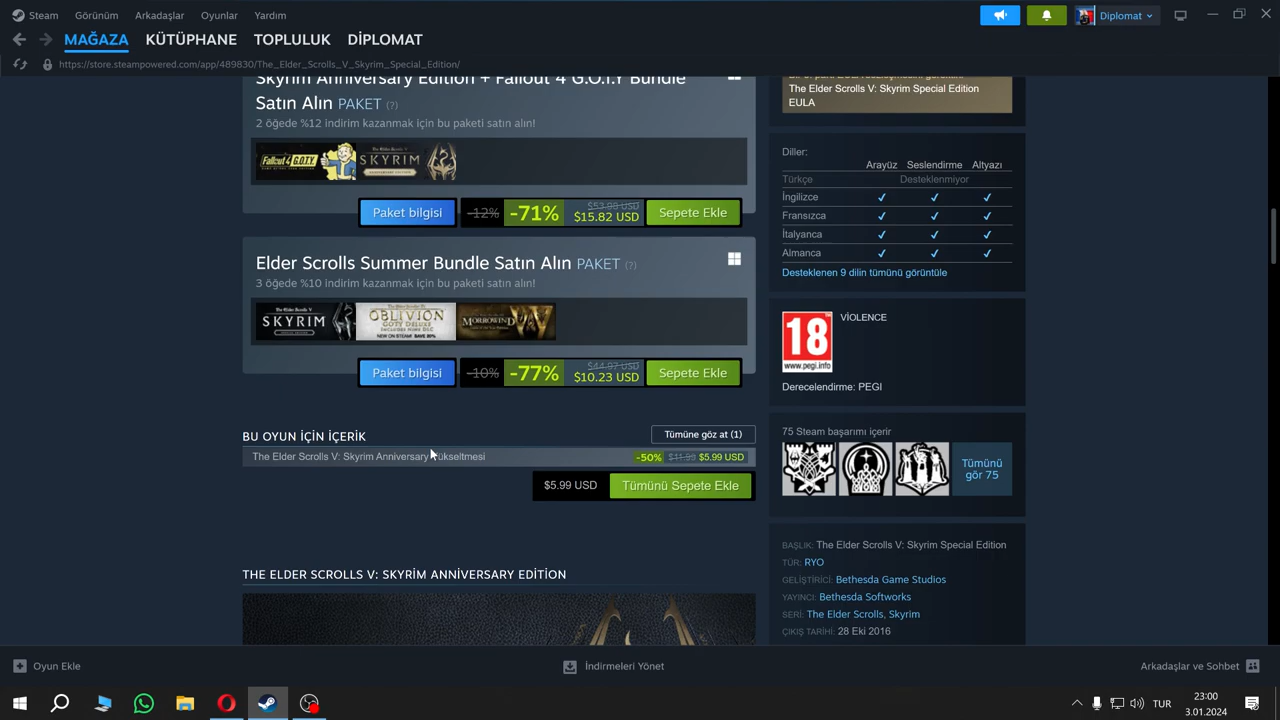 Steam Görünüm Arkadaşlar Oyunlar Yardım
Diplomat
MAĞAZA KÜTÜPHANE TOPLULUK DİPLOMAT
https://store.steampowered.com/app/489830/The_Elder_Scrolls_V_Skyrim_Special_Edition/
Skyrim Anniversary Edition + Fallout 4 G.O.T.Y Bundle
Satın Alın PAKET (?)
2 öğede %12 indirim kazanmak için bu paketi satın alın!
Fallout 4 G.O.T.Y.
SKYRIM
Paket bilgisi -12% -71% $53.98 USD $15.82 USD Sepete Ekle
Elder Scrolls Summer Bundle Satın Alın PAKET (?)
3 öğede %10 indirim kazanmak için bu paketi satın alın!
SKYRIM
OBLIVION
MORROWIND
Paket bilgisi -10% -77% $44.97 USD $10.23 USD Sepete Ekle
BU OYUN İÇİN İÇERİK Tümüne göz at (1)
The Elder Scrolls V: Skyrim Anniversary Yükseltmesi -50% $11.99 $5.99 USD
$5.99 USD Tümünü Sepete Ekle
THE ELDER SCROLLS V: SKYRİM ANNİVERSARY EDİTİON
The Elder Scrolls V: Skyrim Special Edition
EULA
Diller:
Arayüz Seslendirme Altyazı
Türkçe Desteklenmiyor
İngilizce ✓ ✓ ✓
Fransızca ✓ ✓ ✓
İtalyanca ✓ ✓ ✓
Almanca ✓ ✓ ✓
Desteklenen 9 dilin tümünü görüntüle
18
www.pegi.info
VİOLENCE
Derecelendirme: PEGI
75 Steam başarımı içerir
Tümünü
gör 75
BAŞLIK: The Elder Scrolls V: Skyrim Special Edition
TÜR: RYO
GELİŞTİRİCİ: Bethesda Game Studios
YAYINCI: Bethesda Softworks
SERİ: The Elder Scrolls, Skyrim
ÇIKIŞ TARİHİ: 28 Eki 2016
Oyun Ekle İndirmeleri Yönet Arkadaşlar ve Sohbet
TUR
23:00
3.01.2024